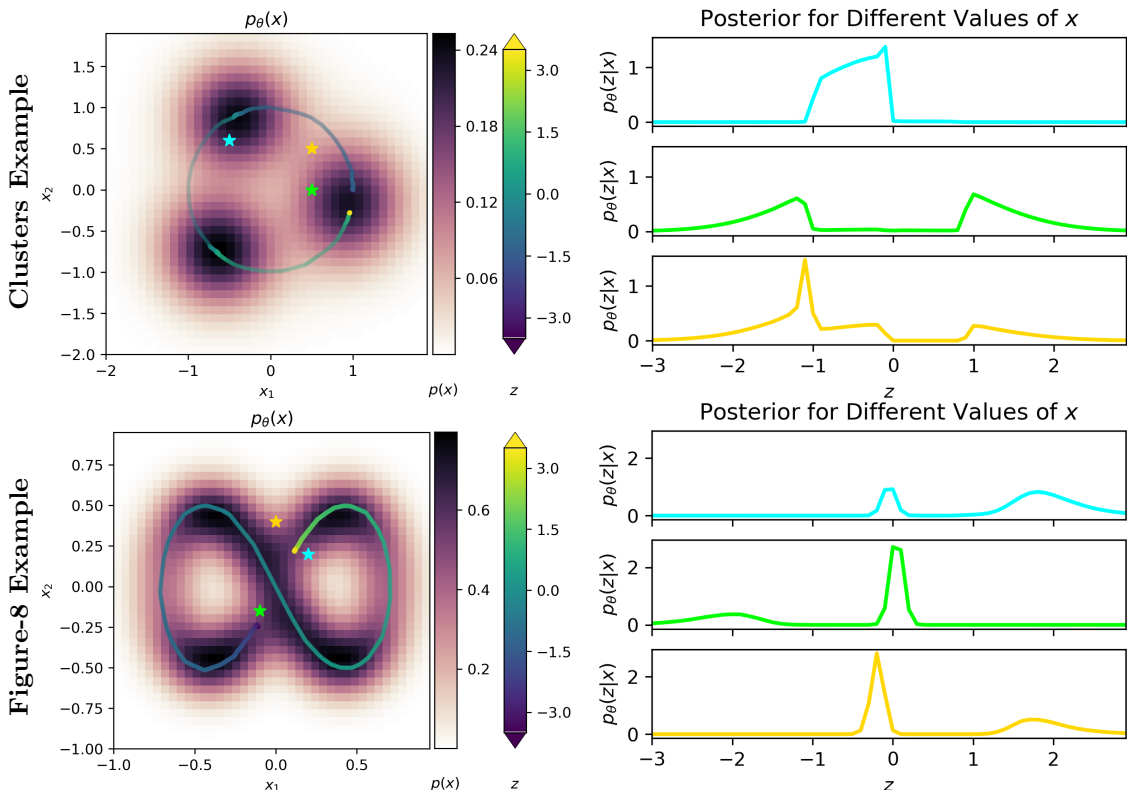 Clusters Example
pθ(x)
1.5
1.0
0.5
0.0
−0.5
−1.0
−1.5
−2.0
x2
−2 −1 0 1
x1
0.24
0.18
0.12
0.06
p(x)
3.0
1.5
0.0
−1.5
−3.0
z
Posterior for Different Values of x
pθ(z|x)
1
0
pθ(z|x)
1
0
pθ(z|x)
1
0
−3 −2 −1 0 1 2
z
Figure-8 Example
pθ(x)
0.75
0.50
0.25
0.00
−0.25
−0.50
−0.75
−1.00
x2
−1.0 −0.5 0.0 0.5
x1
0.6
0.4
0.2
p(x)
3.0
1.5
0.0
−1.5
−3.0
z
Posterior for Different Values of x
pθ(z|x)
2
0
pθ(z|x)
2
0
pθ(z|x)
2
0
−3 −2 −1 0 1 2
z